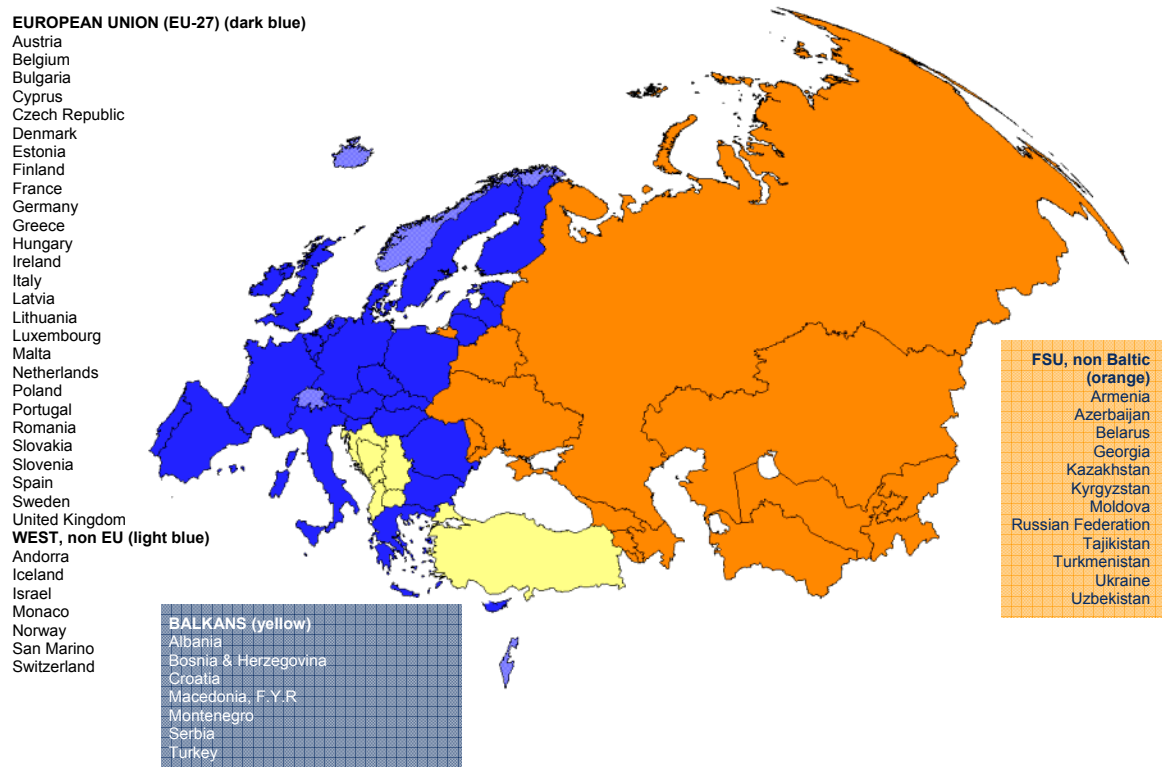 EUROPEAN UNION (EU-27) (dark blue)
Austria
Belgium
Bulgaria
Cyprus
Czech Republic
Denmark
Estonia
Finland
France
Germany
Greece
Hungary
Ireland
Italy
Latvia
Lithuania
Luxembourg
Malta
Netherlands
Poland
Portugal
Romania
Slovakia
Slovenia
Spain
Sweden
United Kingdom
WEST, non EU (light blue)
Andorra
Iceland
Israel
Monaco
Norway
San Marino
Switzerland
BALKANS (yellow)
Albania
Bosnia & Herzegovina
Croatia
Macedonia, F.Y.R
Montenegro
Serbia
Turkey
FSU, non Baltic
(orange)
Armenia
Azerbaijan
Belarus
Georgia
Kazakhstan
Kyrgyzstan
Moldova
Russian Federation
Tajikistan
Turkmenistan
Ukraine
Uzbekistan